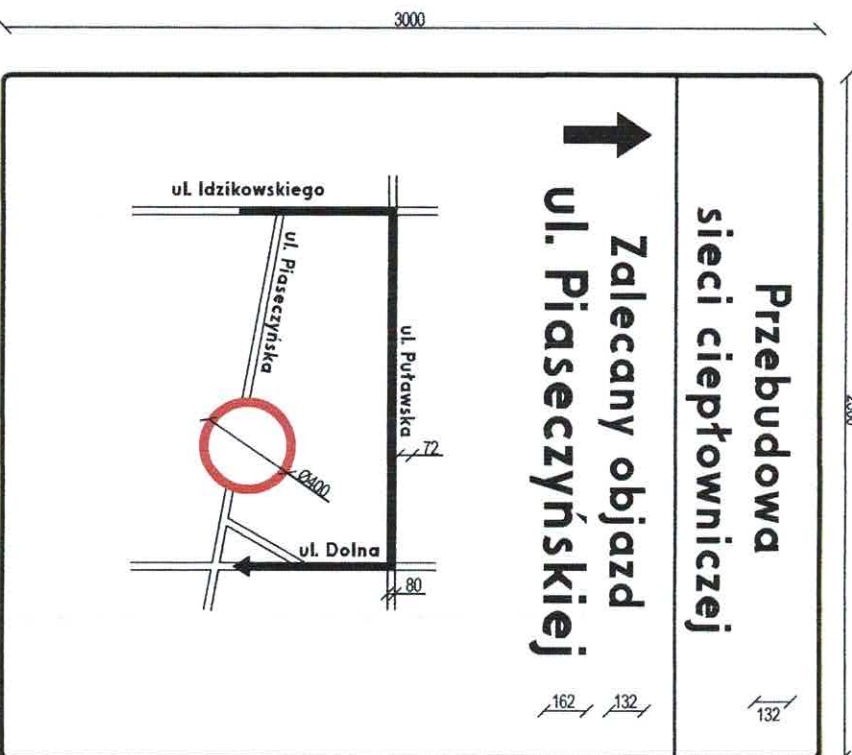 3000
Przebudowa
sieci ciepłowniczej
132
Zalecany objazd
ul. Piaseczyńskiej
132
162
ul. Idzikowskiego
ul. Piaseczyńska
ul. Puławska
72
Ø400
ul. Dolna
80